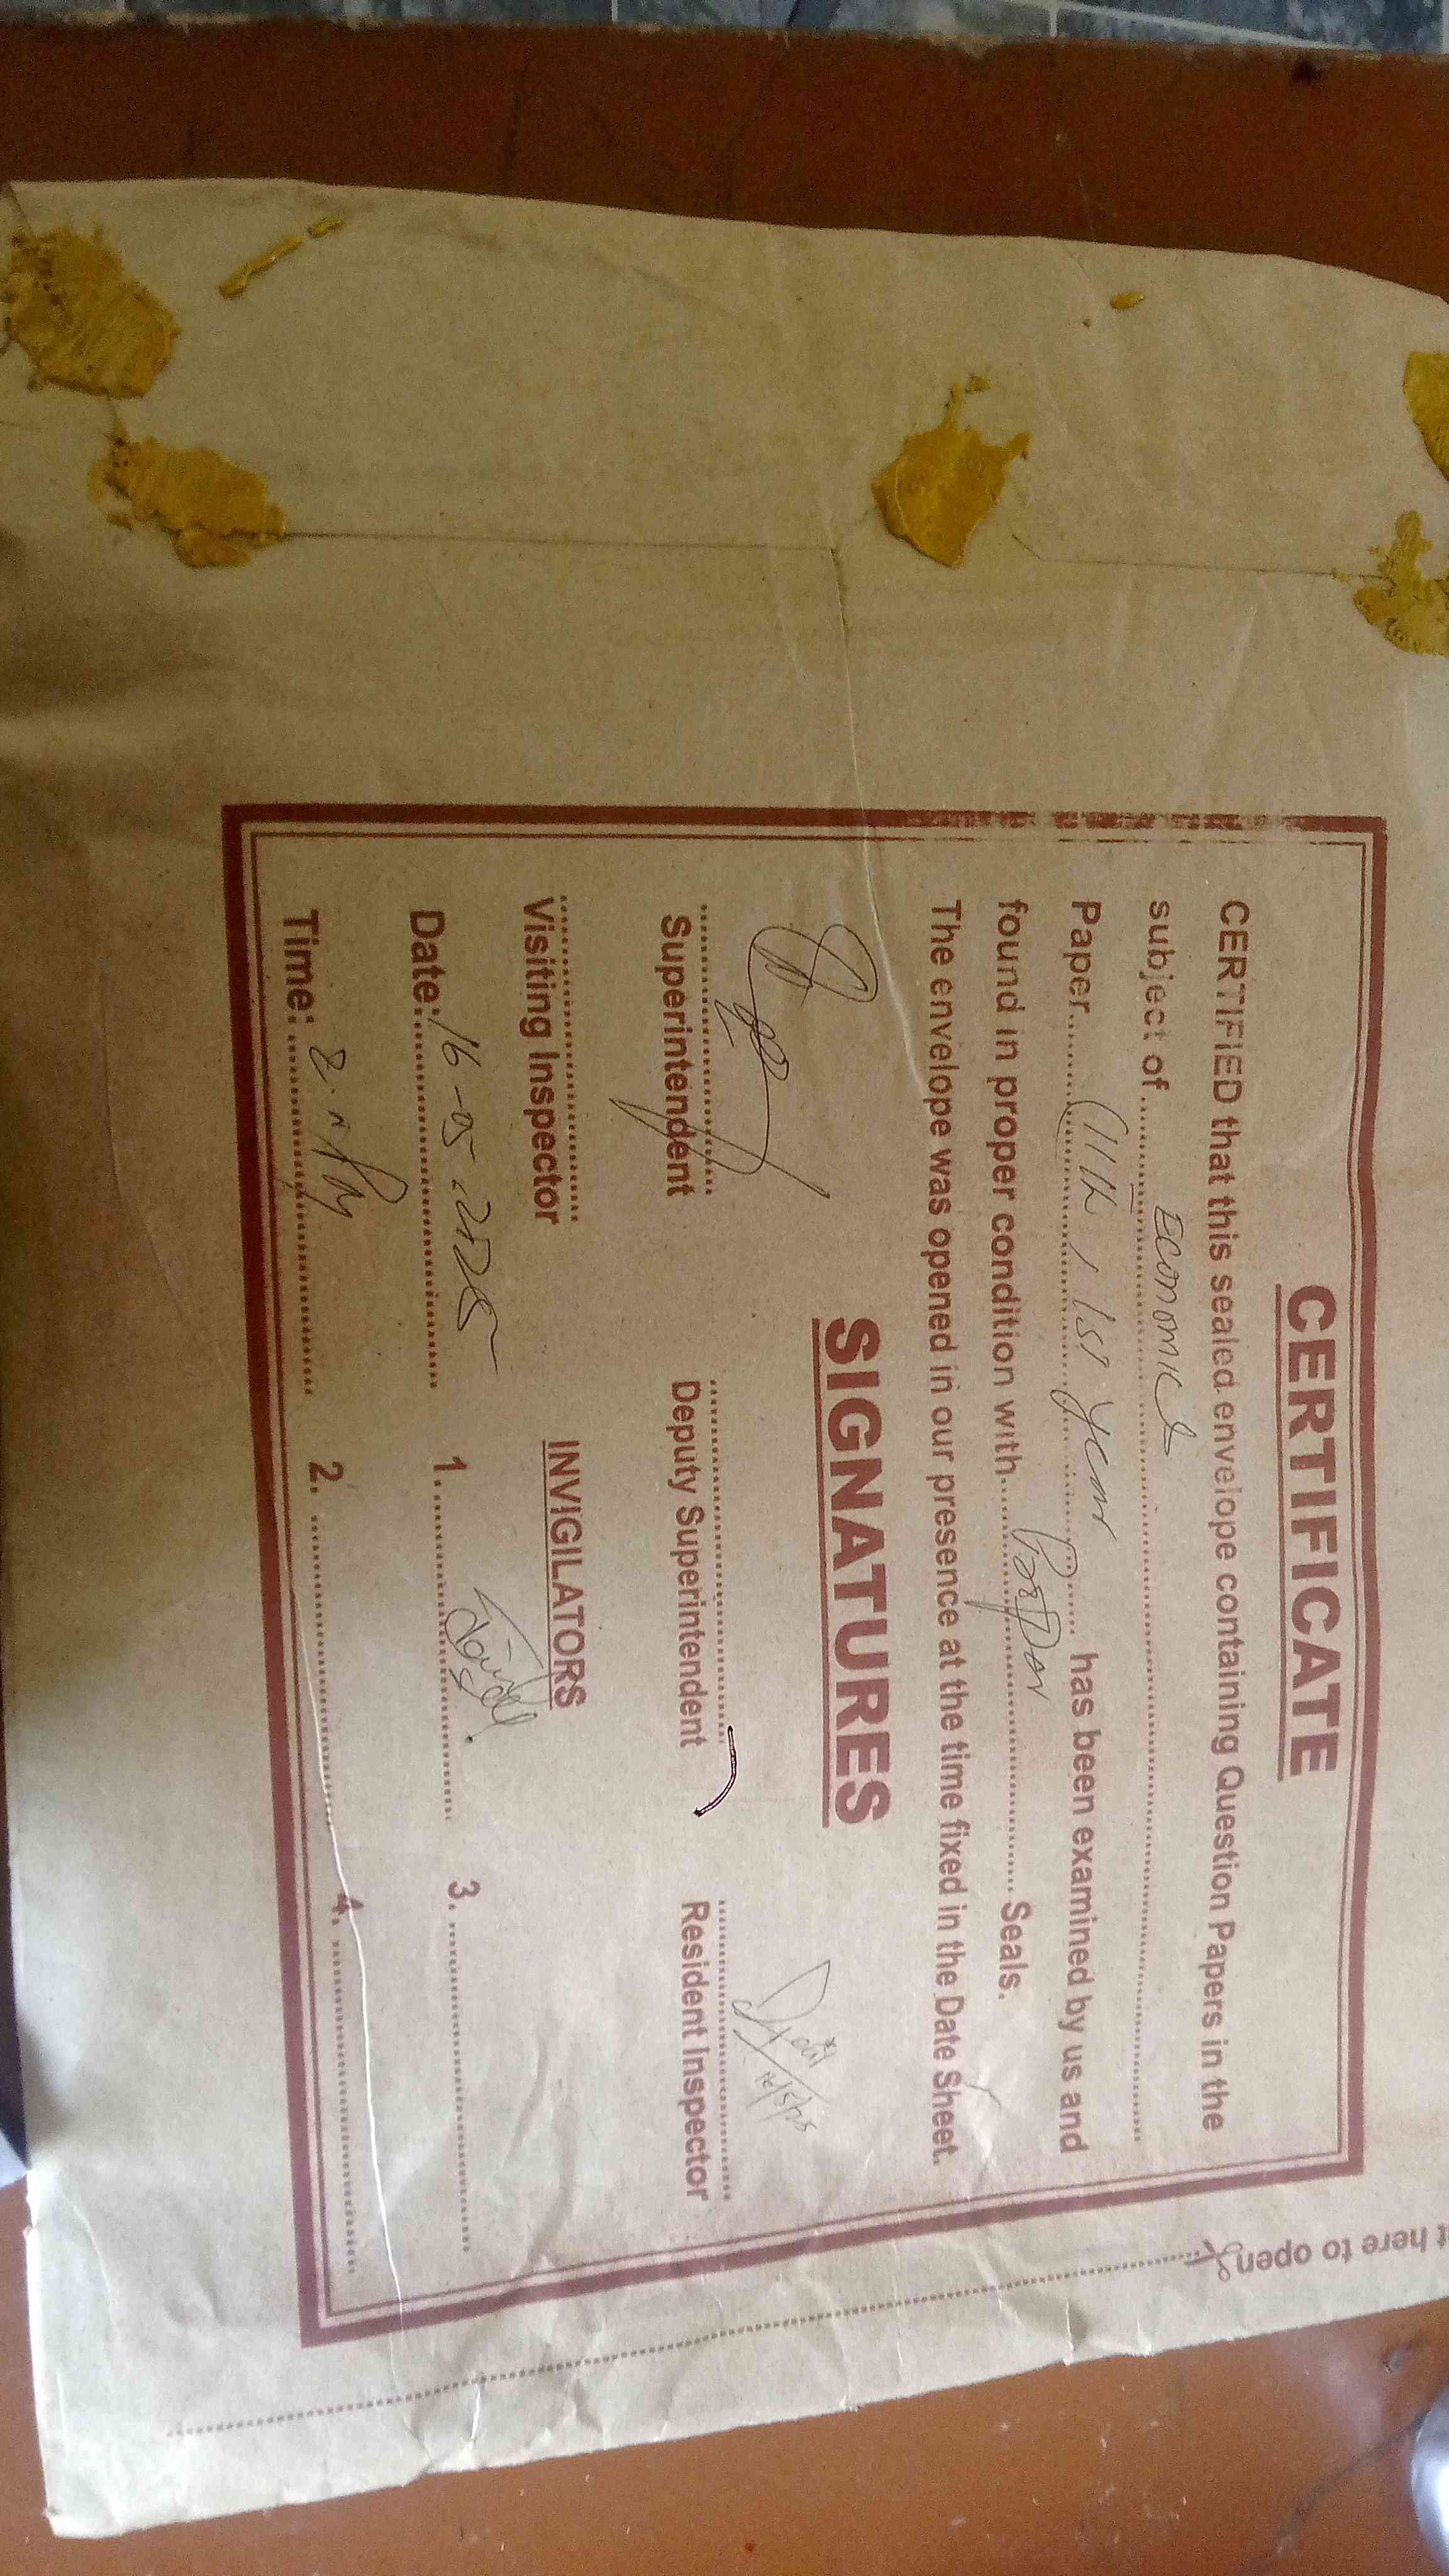 CERTIFICATE
CERTIFIED that this sealed envelope containing Question Papers in the
subject of Economics
Paper 11th, 1st year has been examined by us and
found in proper condition with Seals.
The envelope was opened in our presence at the time fixed in the Date Sheet.
SIGNATURES
Superintendent Deputy Superintendent Resident Inspector
Visiting Inspector INVIGILATORS
Date: 16-05-2025 1. 3.
Time: 2. 4.
t here to open